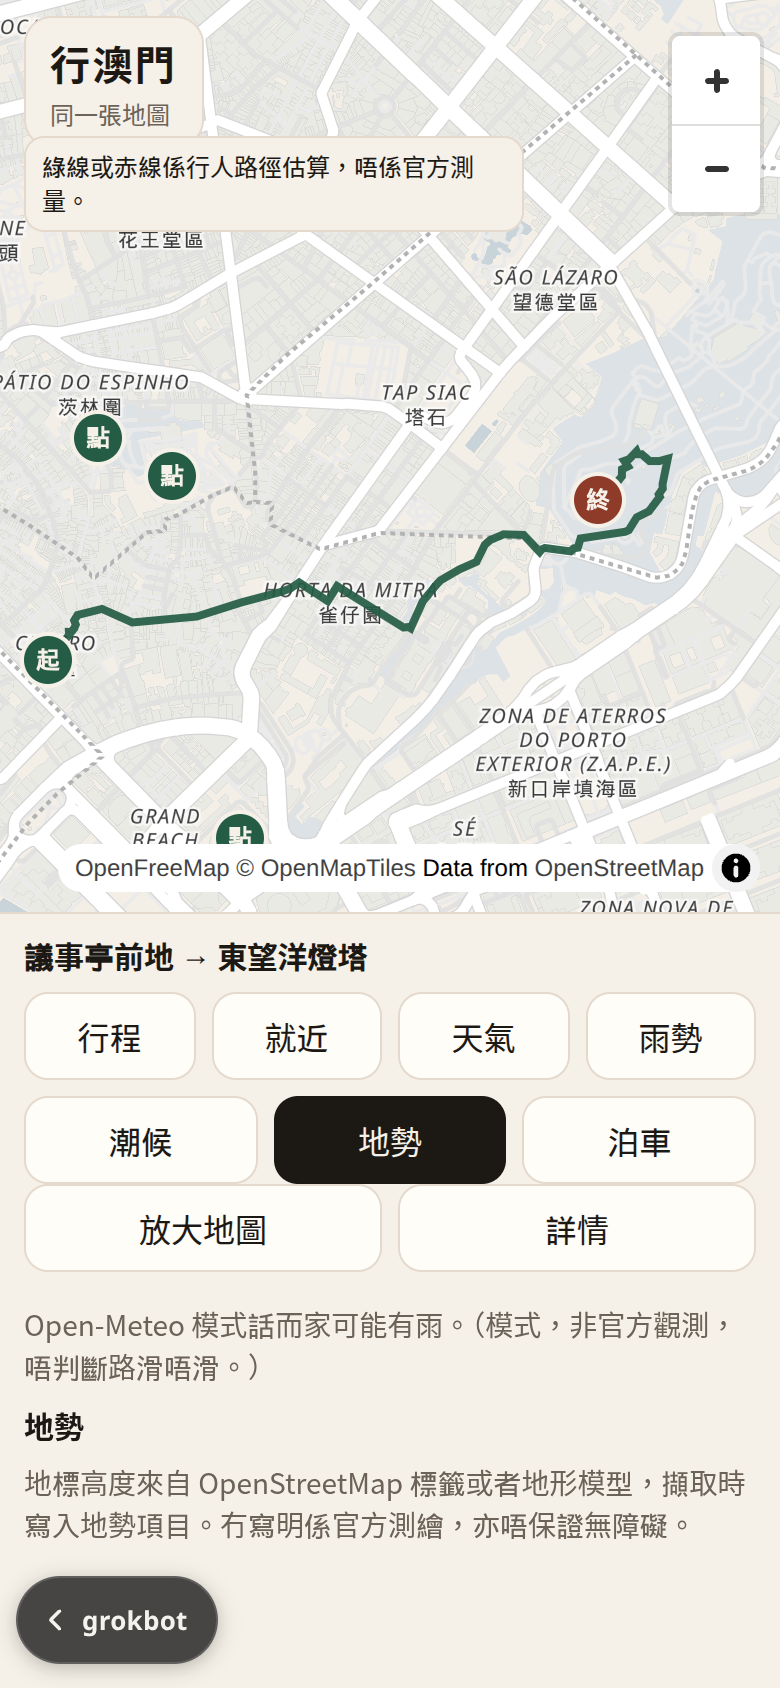 行澳門
同一張地圖
綠線或赤線係行人路徑估算，唔係官方測
量。
+
−
NE
頭
花王堂區
SÃO LÁZARO
望德堂區
PÁTIO DO ESPINHO
茨林圍
TAP SIAC
塔石
點
點
終
HORTA DA MITRA
雀仔園
起
ZONA DE ATERROS
DO PORTO
EXTERIOR (Z.A.P.E.)
新口岸填海區
GRAND
BEACH
點
SÉ
OpenFreeMap © OpenMapTiles Data from OpenStreetMap
ZONA NOVA DE
議事亭前地 → 東望洋燈塔
行程
就近
天氣
雨勢
潮候
地勢
泊車
放大地圖
詳情
Open-Meteo 模式話而家可能有雨。（模式，非官方觀測，
唔判斷路滑唔滑。）
地勢
地標高度來自 OpenStreetMap 標籤或者地形模型，擷取時
寫入地勢項目。冇寫明係官方測繪，亦唔保證無障礙。
grokbot